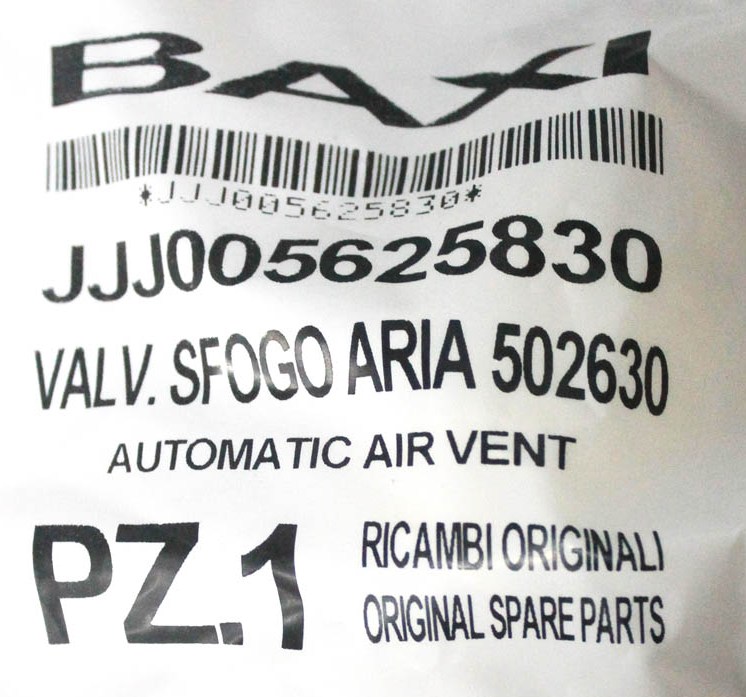 BAXI
*JJJ005625830*
JJJ005625830
VALV. SFOGO ARIA 502630
AUTOMATIC AIR VENT
PZ.1
RICAMBI ORIGINALI
ORIGINAL SPARE PARTS